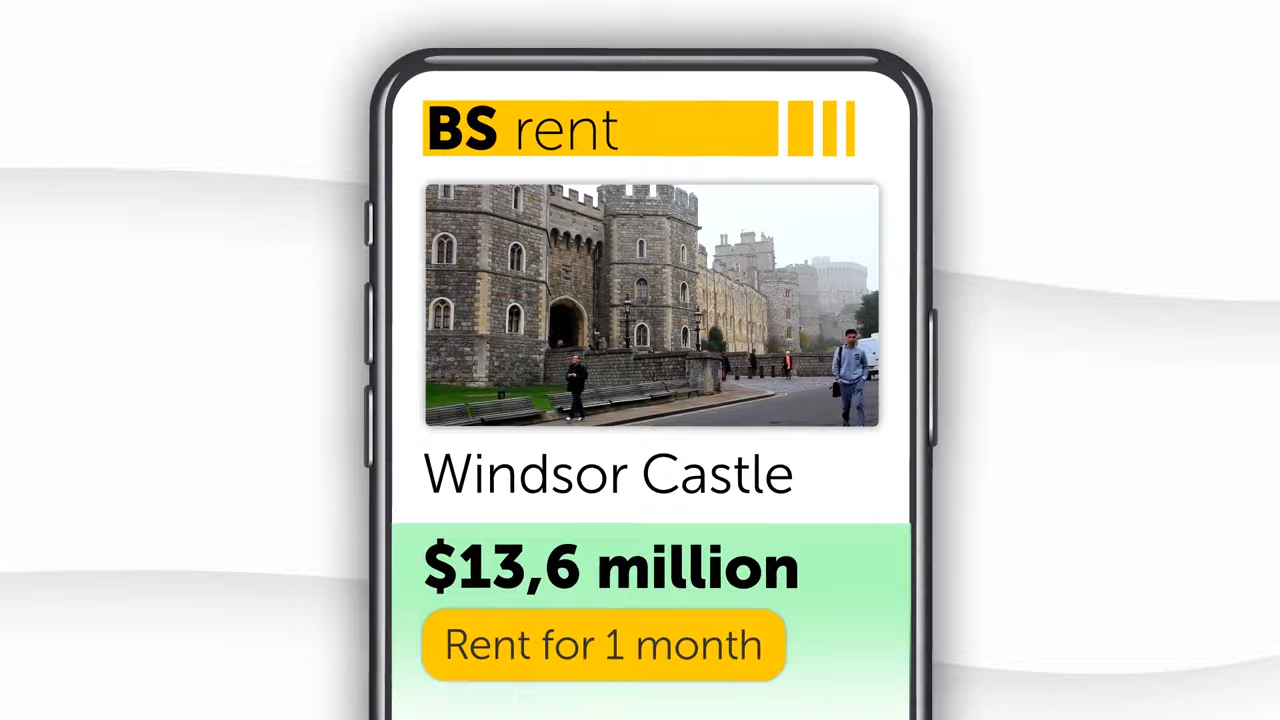 BS rent
Windsor Castle
$13,6 million
Rent for 1 month